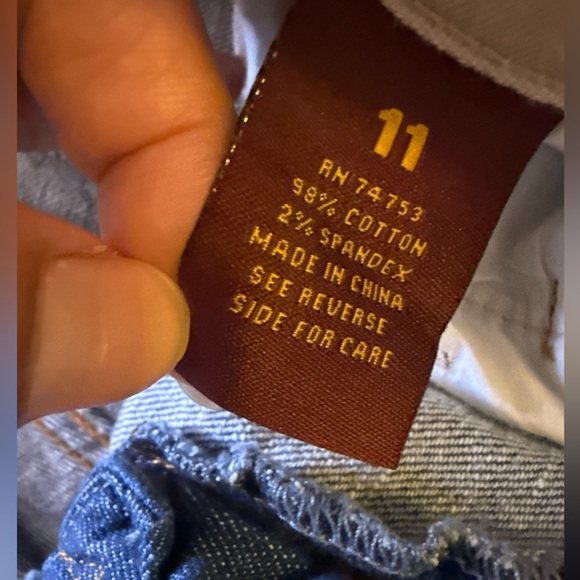 11
RN 74753
98% COTTON
2% SPANDEX
MADE IN CHINA
SEE REVERSE
SIDE FOR CARE